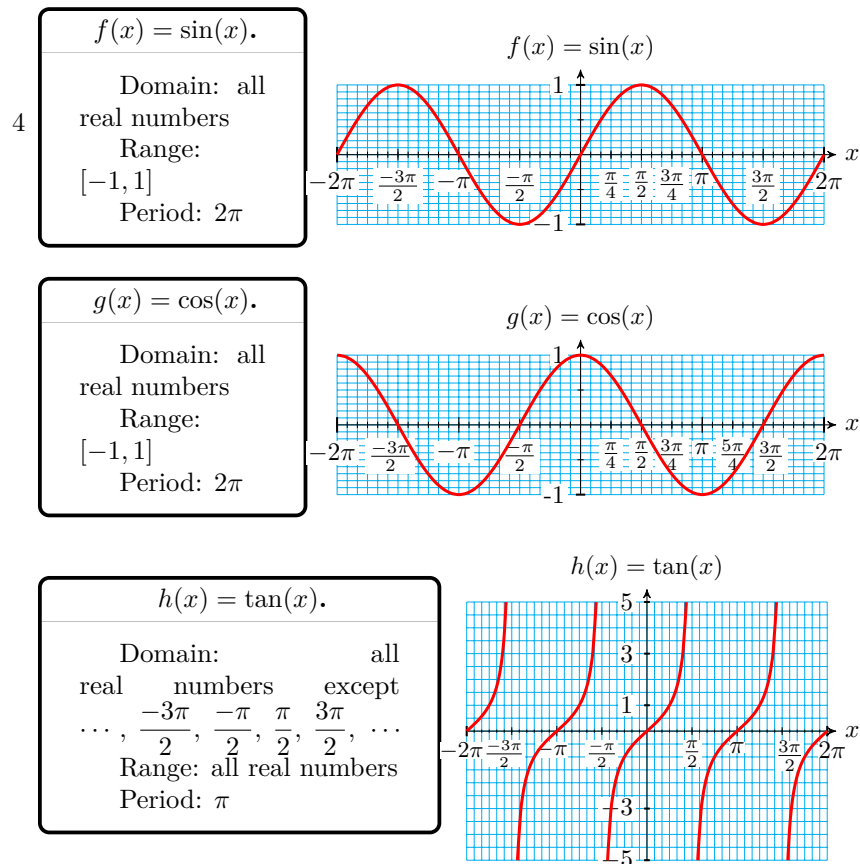 f(x) = sin(x).
4
Domain: all
real numbers
Range:
[−1, 1]
Period: 2π
f(x) = sin(x)
1
x
−2π −3π/2 −π −π/2 π/4 π/2 3π/4 π 3π/2 2π
−1
g(x) = cos(x).
Domain: all
real numbers
Range:
[−1, 1]
Period: 2π
g(x) = cos(x)
1
x
−2π −3π/2 −π −π/2 π/4 π/2 3π/4 π 5π/4 3π/2 2π
-1
h(x) = tan(x).
Domain: all
real numbers except
⋯ , −3π/2, −π/2, π/2, 3π/2, ⋯
Range: all real numbers
Period: π
h(x) = tan(x)
5
3
1
x
−2π −3π/2 −π −π/2 π/2 π 3π/2 2π
−3
−5